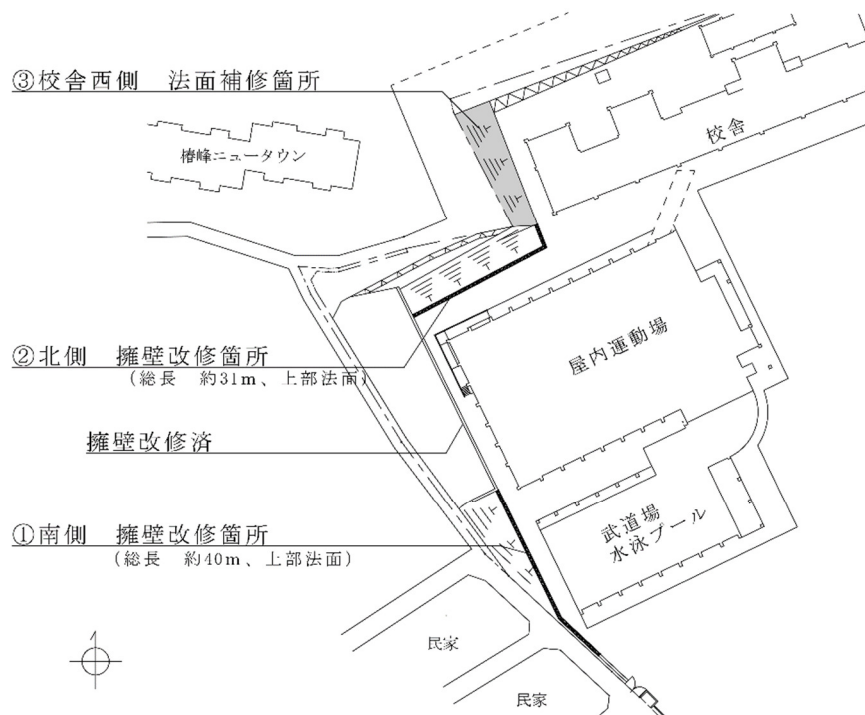 ③校舎西側　法面補修箇所
椿峰ニュータウン
校舎
②北側　擁壁改修箇所
(総長　約31m、上部法面)
屋内運動場
擁壁改修済
①南側　擁壁改修箇所
(総長　約40m、上部法面)
武道場
水泳プール
民家
民家